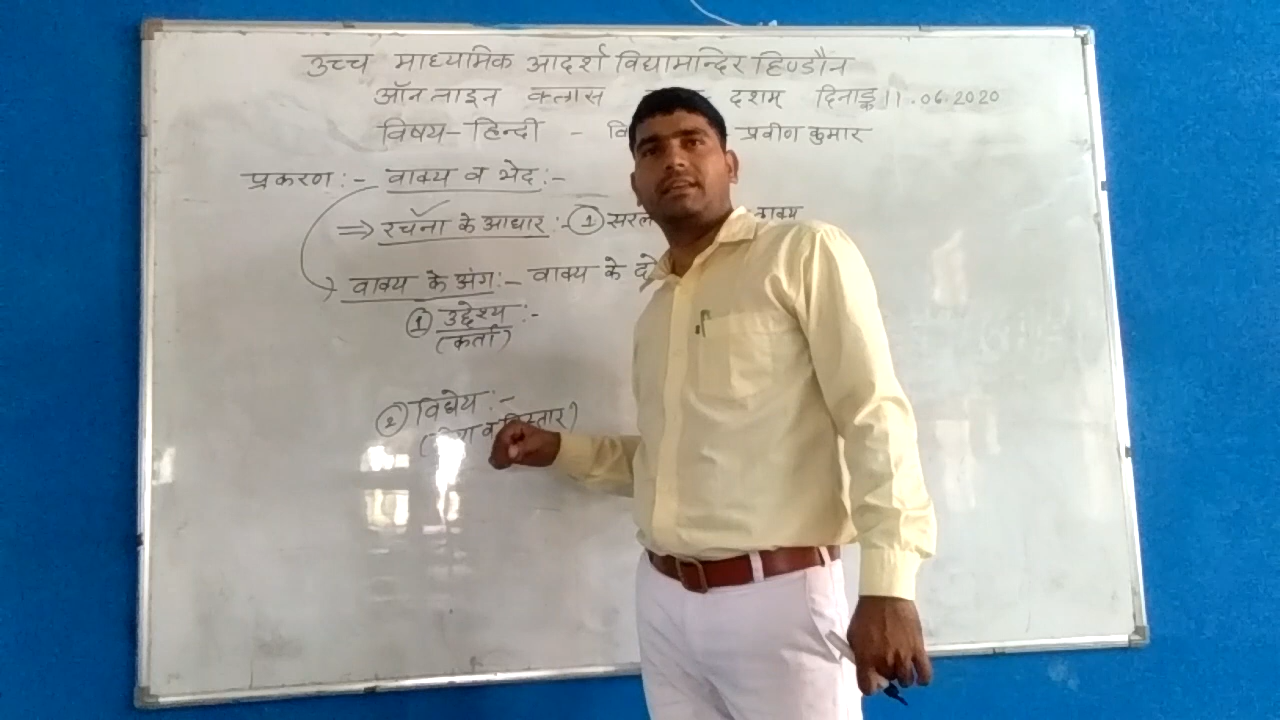 उच्च माध्यमिक आदर्श विद्यामन्दिर हिण्डौन
ऑनलाइन क्लास दशम् दिनाङ्क 11.06.2020
विषय-हिन्दी - वि प्रवीण कुमार
प्रकरण:- वाक्य व भेद:-
⇒ रचना के आधार:- ① सरल वाक्य
वाक्य के अंग:- वाक्य के दो
① उद्देश्य:-
(कर्ता)
② विधेय:-
व विस्तार)